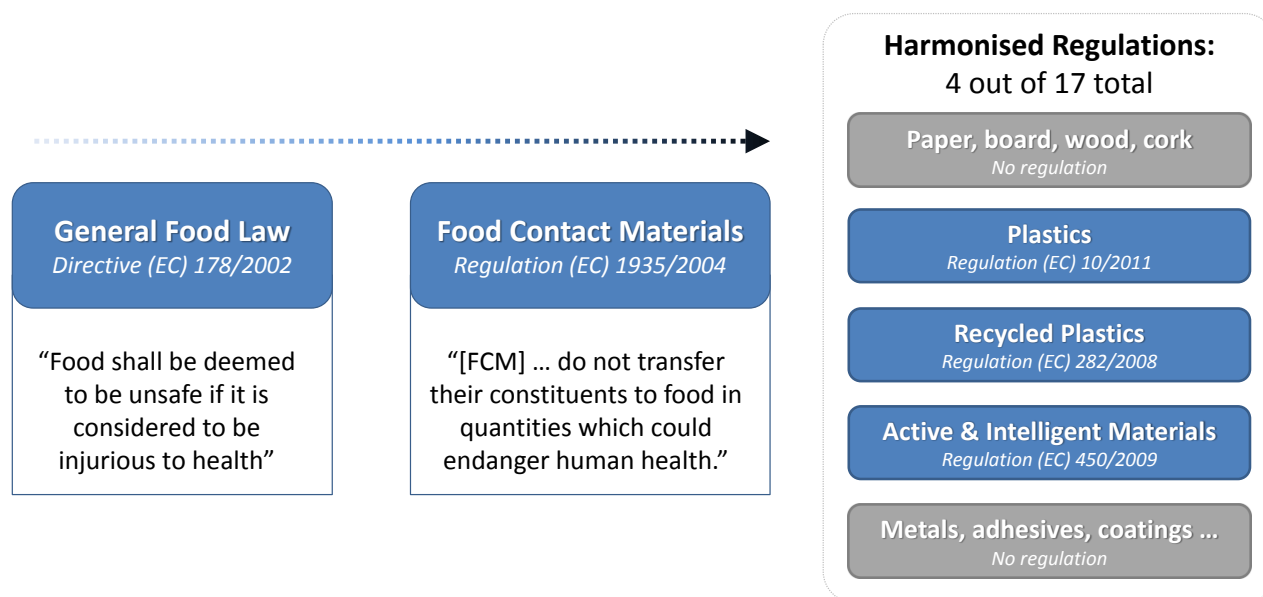 General Food Law
Directive (EC) 178/2002
“Food shall be deemed
to be unsafe if it is
considered to be
injurious to health”
Food Contact Materials
Regulation (EC) 1935/2004
“[FCM] … do not transfer
their constituents to food in
quantities which could
endanger human health.”
Harmonised Regulations:
4 out of 17 total
Paper, board, wood, cork
No regulation
Plastics
Regulation (EC) 10/2011
Recycled Plastics
Regulation (EC) 282/2008
Active & Intelligent Materials
Regulation (EC) 450/2009
Metals, adhesives, coatings …
No regulation